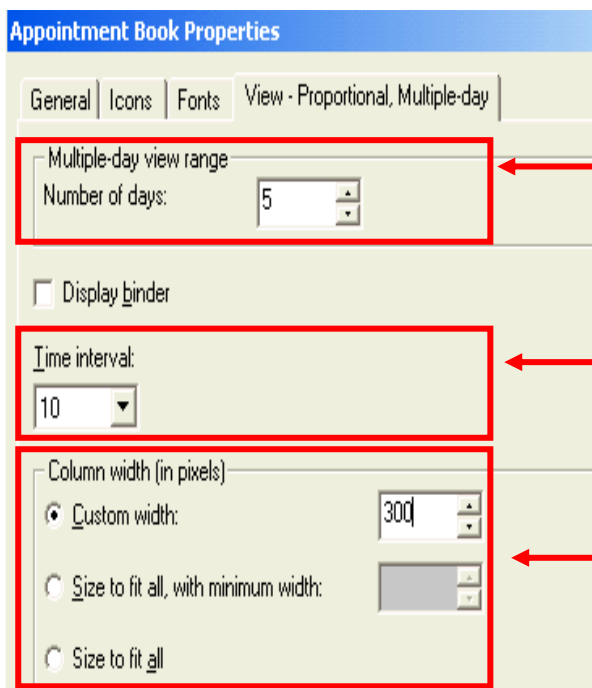 Appointment Book Properties
General Icons Fonts View - Proportional, Multiple-day
Multiple-day view range
Number of days: 5
Display binder
Time interval:
10
Column width (in pixels)
Custom width: 300
Size to fit all, with minimum width:
Size to fit all